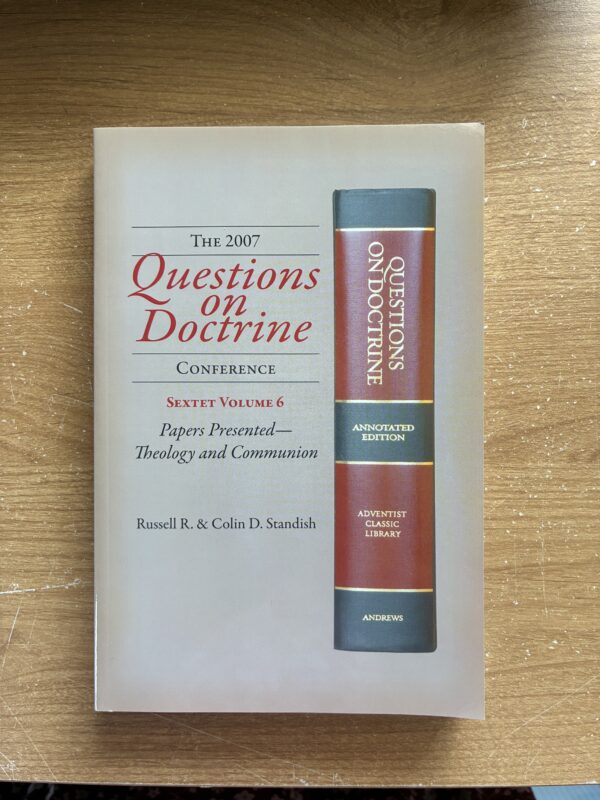 The 2007
Questions
on
Doctrine
Conference
Sextet Volume 6
Papers Presented—
Theology and Communion
Russell R. & Colin D. Standish
QUESTIONS
ON DOCTRINE
ANNOTATED
EDITION
ADVENTIST
CLASSIC
LIBRARY
ANDREWS